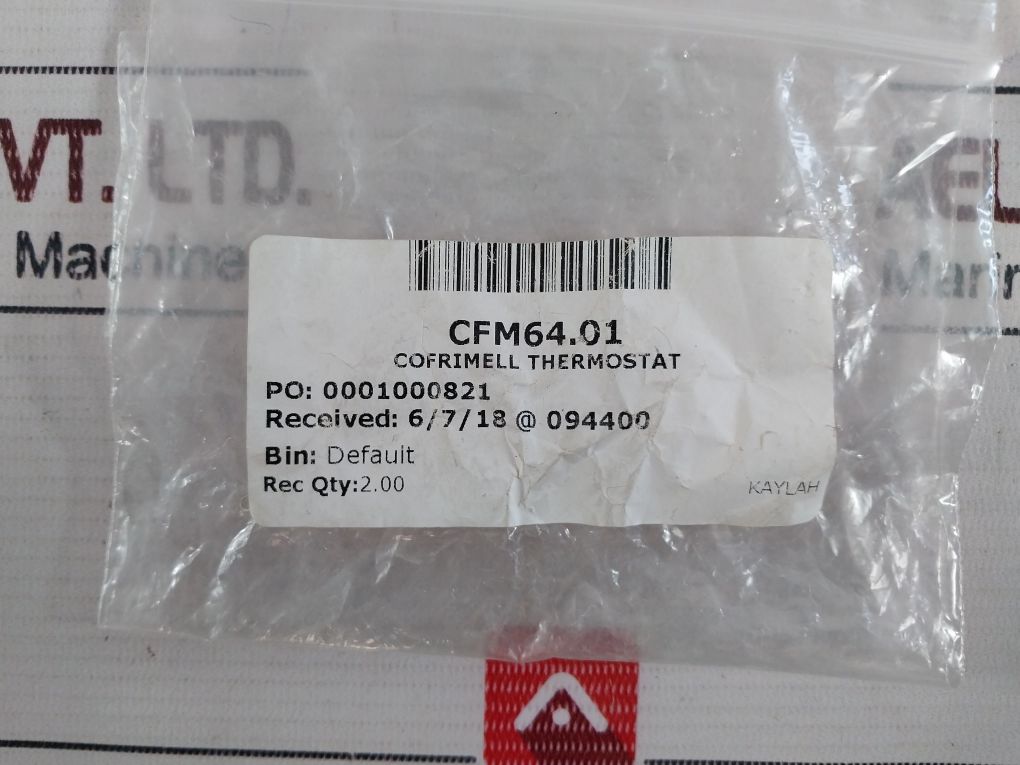 VT. LTD.
Machine
AEL
Marin
CFM64.01
COFRIMELL THERMOSTAT
PO: 0001000821
Received: 6/7/18 @ 094400
Bin: Default
Rec Qty:2.00
KAYLAH